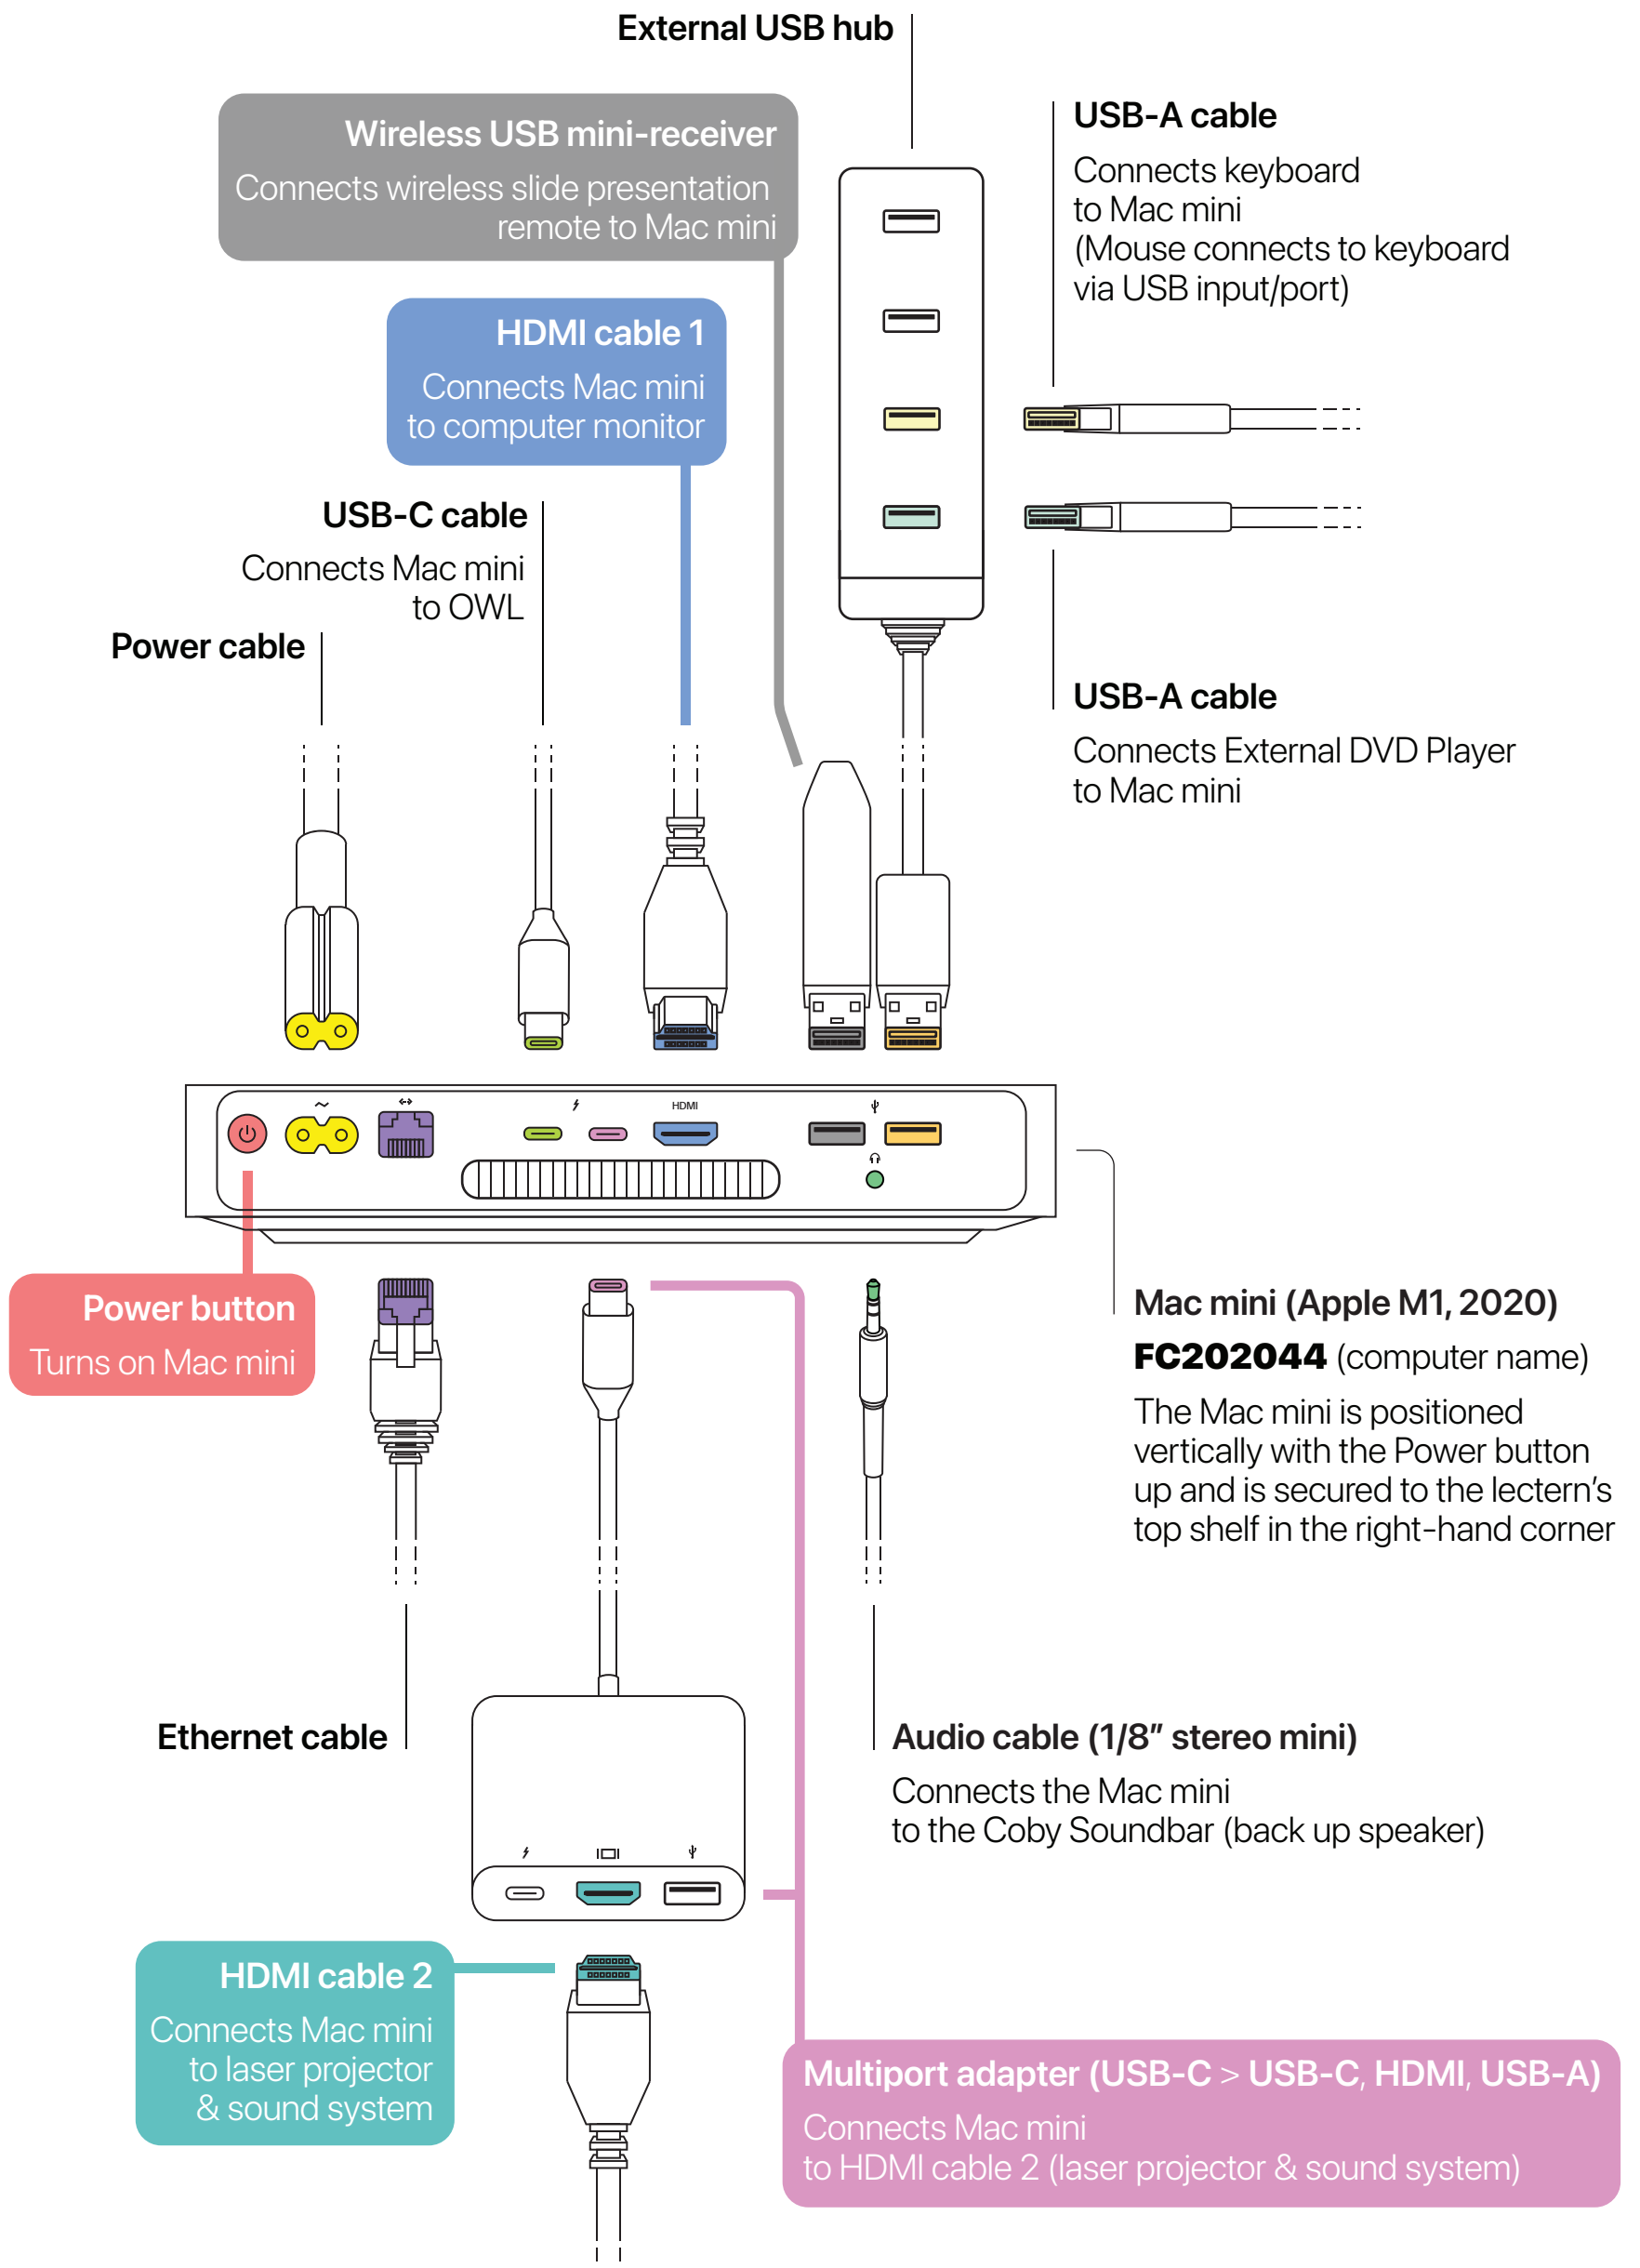 External USB hub
Wireless USB mini-receiver
Connects wireless slide presentation
remote to Mac mini
USB-A cable
Connects keyboard
to Mac mini
(Mouse connects to keyboard
via USB input/port)
HDMI cable 1
Connects Mac mini
to computer monitor
USB-C cable
Connects Mac mini
to OWL
Power cable
USB-A cable
Connects External DVD Player
to Mac mini
HDMI
Power button
Turns on Mac mini
Mac mini (Apple M1, 2020)
FC202044 (computer name)
The Mac mini is positioned
vertically with the Power button
up and is secured to the lectern’s
top shelf in the right-hand corner
Ethernet cable
Audio cable (1/8” stereo mini)
Connects the Mac mini
to the Coby Soundbar (back up speaker)
HDMI cable 2
Connects Mac mini
to laser projector
& sound system
Multiport adapter (USB-C > USB-C, HDMI, USB-A)
Connects Mac mini
to HDMI cable 2 (laser projector & sound system)